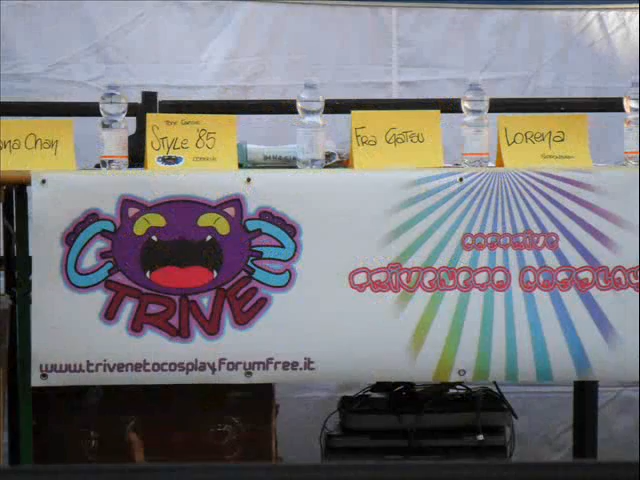 na Chan
STYLE 85
Fra Gateu
Lorena
TRIVE
TRIVENETO COSPLAY
www.trivenetocosplay.forumfree.it